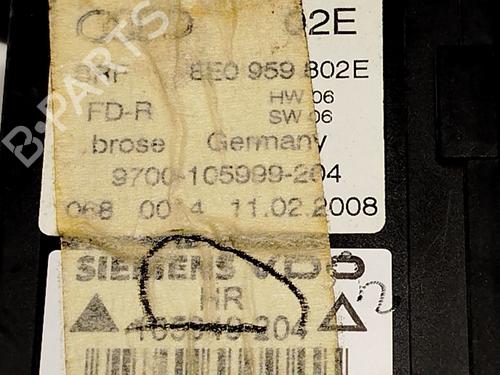 02E
8E0 959 802E
FD-R HW 06
SW 06
brose Germany
9700-105999-204
068 11.02.2008
SIEMENS VDO
HR
204
B-PARTS